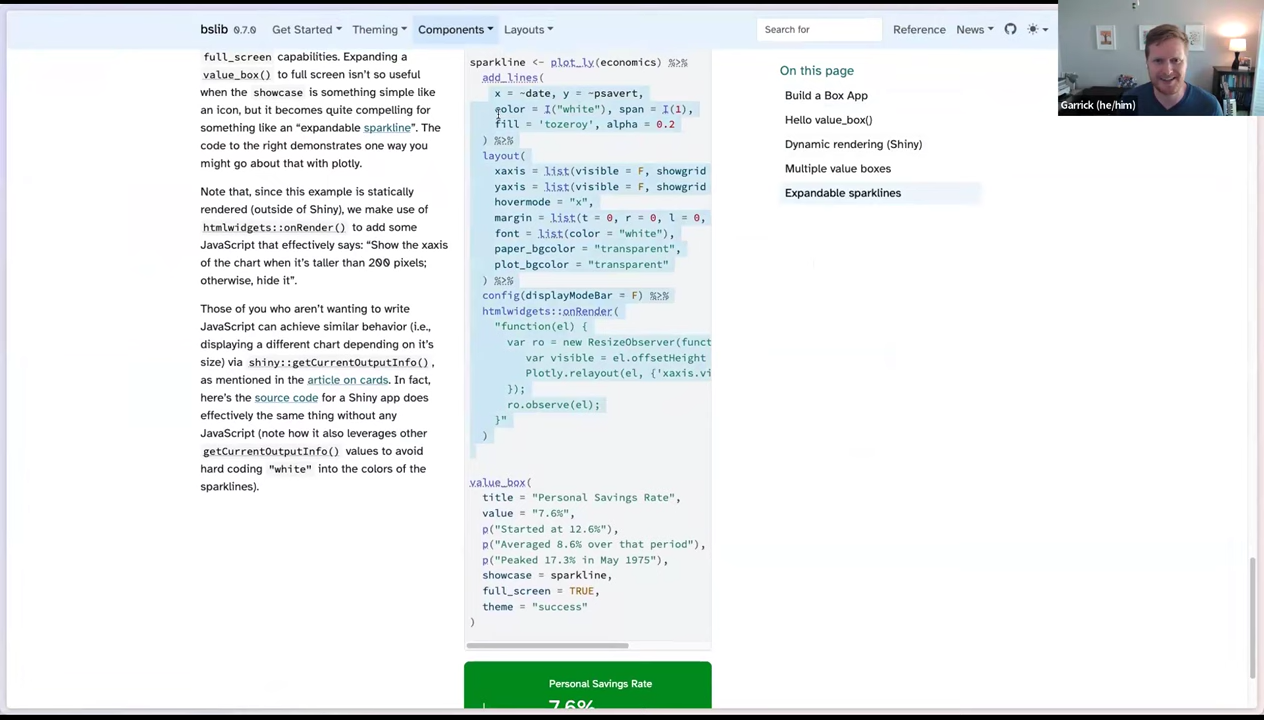 bslib 0.7.0 Get Started Theming Components Layouts Search for Reference News
full_screen capabilities. Expanding a
value_box() to full screen isn't so useful
when the showcase is something simple like
an icon, but it becomes quite compelling for
something like an "expandable sparkline". The
code to the right demonstrates one way you
might go about that with plotly.
Note that, since this example is statically
rendered (outside of Shiny), we make use of
htmlwidgets::onRender() to add some
JavaScript that effectively says: "Show the xaxis
of the chart when it's taller than 200 pixels;
otherwise, hide it".
Those of you who aren't wanting to write
JavaScript can achieve similar behavior (i.e.,
displaying a different chart depending on it's
size) via shiny::getCurrentOutputInfo(),
as mentioned in the article on cards. In fact,
here's the source code for a Shiny app does
effectively the same thing without any
JavaScript (note how it also leverages other
getCurrentOutputInfo() values to avoid
hard coding "white" into the colors of the
sparklines).
sparkline <- plot_ly(economics) %>%
add_lines(
x = ~date, y = ~psavert,
color = I("white"), span = I(1),
fill = 'tozeroy', alpha = 0.2
) %>%
layout(
xaxis = list(visible = F, showgrid
yaxis = list(visible = F, showgrid
hovermode = "x",
margin = list(t = 0, r = 0, l = 0,
font = list(color = "white"),
paper_bgcolor = "transparent",
plot_bgcolor = "transparent"
) %>%
config(displayModeBar = F) %>%
htmlwidgets::onRender(
"function(el) {
var ro = new ResizeObserver(funct
var visible = el.offsetHeight
Plotly.relayout(el, {'xaxis.vi
});
ro.observe(el);
}"
)
value_box(
title = "Personal Savings Rate",
value = "7.6%",
p("Started at 12.6%"),
p("Averaged 8.6% over that period"),
p("Peaked 17.3% in May 1975"),
showcase = sparkline,
full_screen = TRUE,
theme = "success"
)
Personal Savings Rate
7.6%
On this page
Build a Box App
Hello value_box()
Dynamic rendering (Shiny)
Multiple value boxes
Expandable sparklines
Garrick (he/him)